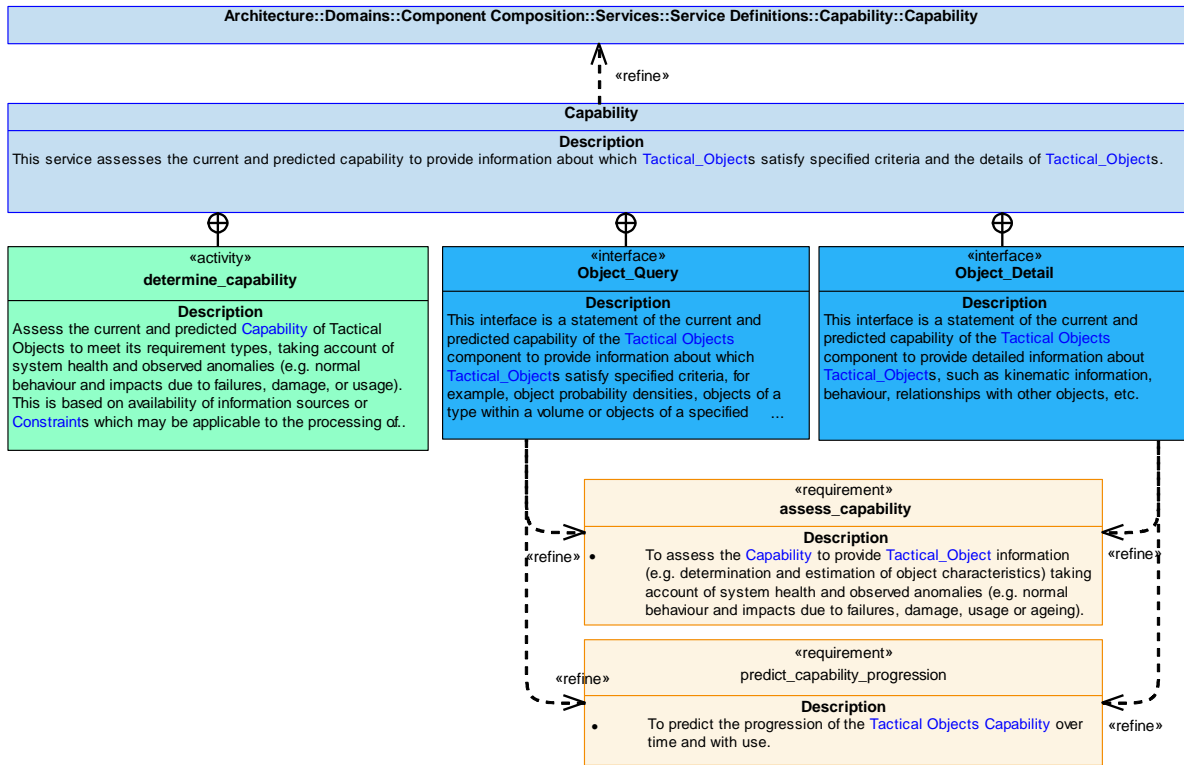 Architecture::Domains::Component Composition::Services::Service Definitions::Capability::Capability
«refine»
Capability
Description
This service assesses the current and predicted capability to provide information about which Tactical_Objects satisfy specified criteria and the details of Tactical_Objects.
«activity»
determine_capability
Description
Assess the current and predicted Capability of Tactical
Objects to meet its requirement types, taking account of
system health and observed anomalies (e.g. normal
behaviour and impacts due to failures, damage, or usage).
This is based on availability of information sources or
Constraints which may be applicable to the processing of..
«interface»
Object_Query
Description
This interface is a statement of the current and
predicted capability of the Tactical Objects
component to provide information about which
Tactical_Objects satisfy specified criteria, for
example, object probability densities, objects of a
type within a volume or objects of a specified ...
«interface»
Object_Detail
Description
This interface is a statement of the current and
predicted capability of the Tactical Objects
component to provide detailed information about
Tactical_Objects, such as kinematic information,
behaviour, relationships with other objects, etc.
«requirement»
assess_capability
Description
«refine»
• To assess the Capability to provide Tactical_Object information
(e.g. determination and estimation of object characteristics) taking
account of system health and observed anomalies (e.g. normal
behaviour and impacts due to failures, damage, usage or ageing).
«refine»
«requirement»
predict_capability_progression
«refine»
Description
• To predict the progression of the Tactical Objects Capability over
time and with use.
«refine»